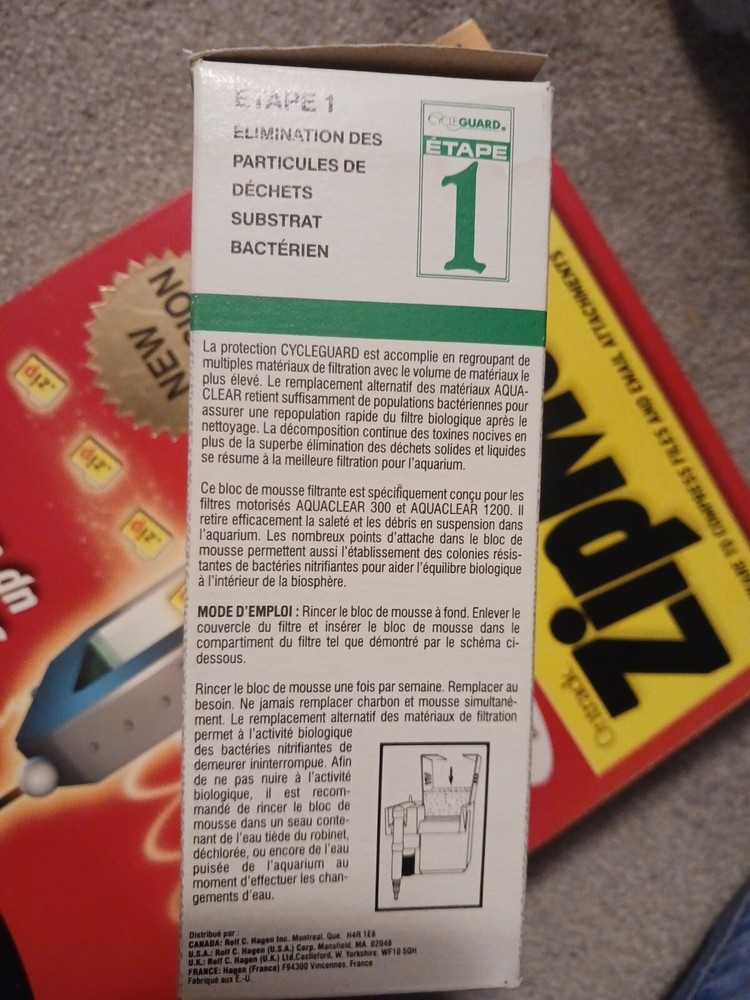 ÉTAPE 1
ÉLIMINATION DES
PARTICULES DE
DÉCHETS
SUBSTRAT
BACTÉRIEN
CYCLEGUARD®
ÉTAPE
1
La protection CYCLEGUARD est accomplie en regroupant de
multiples matériaux de filtration avec le volume de matériaux le
plus élevé. Le remplacement alternatif des matériaux AQUA-
CLEAR retient suffisamment de populations bactériennes pour
assurer une repopulation rapide du filtre biologique après le
nettoyage. La décomposition continue des toxines nocives en
plus de la superbe élimination des déchets solides et liquides
se résume à la meilleure filtration pour l'aquarium.
Ce bloc de mousse filtrante est spécifiquement conçu pour les
filtres motorisés AQUACLEAR 300 et AQUACLEAR 1200. Il
retire efficacement la saleté et les débris en suspension dans
l'aquarium. Les nombreux points d'attache dans le bloc de
mousse permettent aussi l'établissement des colonies résis-
tantes de bactéries nitrifiantes pour aider l'équilibre biologique
à l'intérieur de la biosphère.
MODE D'EMPLOI : Rincer le bloc de mousse à fond. Enlever le
couvercle du filtre et insérer le bloc de mousse dans le
compartiment du filtre tel que démontré par le schéma ci-
dessous.
Rincer le bloc de mousse une fois par semaine. Remplacer au
besoin. Ne jamais remplacer charbon et mousse simultané-
ment. Le remplacement alternatif des matériaux de filtration
permet à l'activité biologique
des bactéries nitrifiantes de
demeurer ininterrompue. Afin
de ne pas nuire à l'activité
biologique, il est recom-
mandé de rincer le bloc de
mousse dans un seau conte-
nant de l'eau tiède du robinet,
déchlorée, ou encore de l'eau
puisée de l'aquarium au
moment d'effectuer les chan-
gements d'eau.
Distribué par :
CANADA: Rolf C. Hagen Inc. Montreal, Que. H4R 1E8
U.S.A.: Rolf C. Hagen (U.S.A.) Corp. Mansfield, MA. 02048
U.K.: Rolf C. Hagen (U.K.) Ltd.Castleford, W. Yorkshire, WF10 5QH
FRANCE: Hagen (France) F94300 Vincennes, France
Fabriqué aux É.-U.
NEW
.zip
.zip
.zip
up
TO COMPRESS FILES AND EMAIL ATTACHMENTS
ZipM
Ontrack